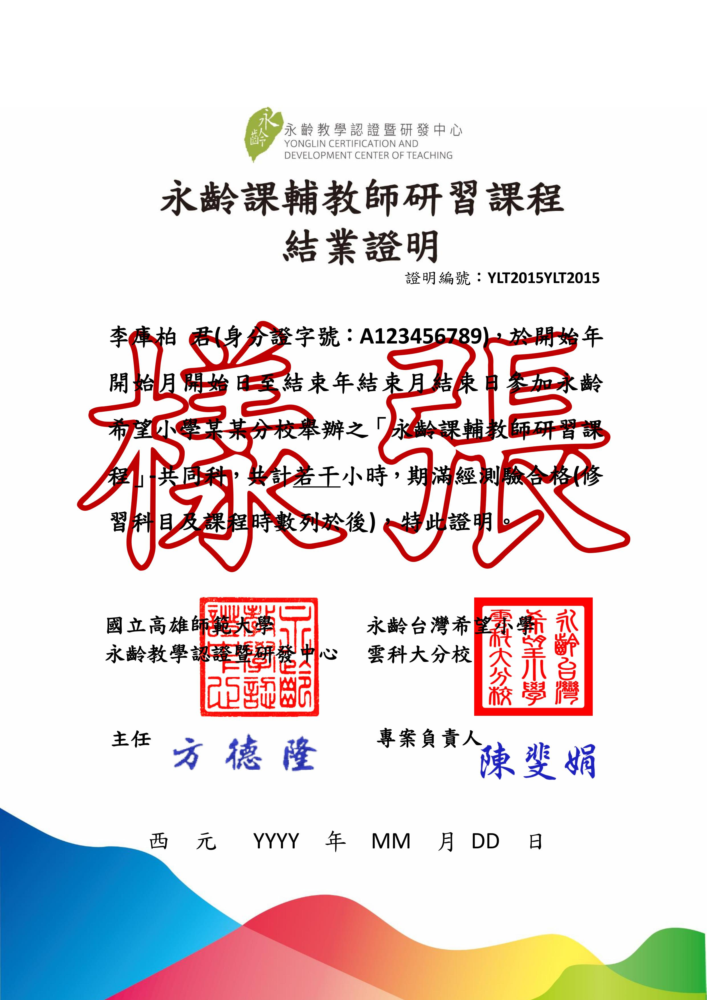 永齡
永齡教學認證暨研發中心
YONGLIN CERTIFICATION AND
DEVELOPMENT CENTER OF TEACHING
永齡課輔教師研習課程
結業證明
證明編號：YLT2015YLT2015
李庫柏 君(身分證字號：A123456789)，於開始年
開始月開始日至結束年結束月結束日參加永齡
希望小學某某分校舉辦之「永齡課輔教師研習課
程」-共同科，共計若干小時，期滿經測驗合格(修
習科目及課程時數列於後)，特此證明。
樣張
國立高雄師範大學
永齡教學認證暨研發中心
永齡教學認證中心
主任 方德隆
永齡台灣希望小學
雲科大分校
永齡台灣希望小學雲科大分校
專案負責人 陳斐娟
西元 YYYY 年 MM 月 DD 日